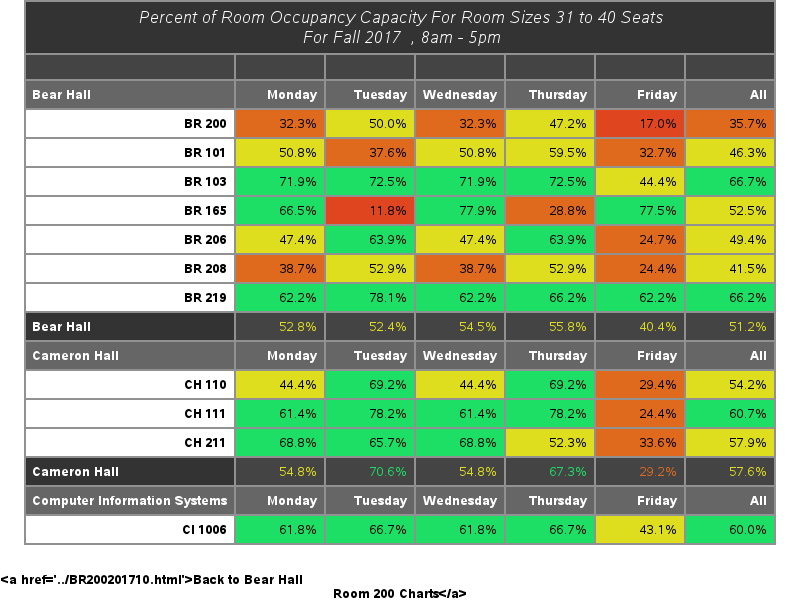 Percent of Room Occupancy Capacity For Room Sizes 31 to 40 Seats
For Fall 2017 , 8am - 5pm
Bear Hall Monday Tuesday Wednesday Thursday Friday All
BR 200 32.3% 50.0% 32.3% 47.2% 17.0% 35.7%
BR 101 50.8% 37.6% 50.8% 59.5% 32.7% 46.3%
BR 103 71.9% 72.5% 71.9% 72.5% 44.4% 66.7%
BR 165 66.5% 11.8% 77.9% 28.8% 77.5% 52.5%
BR 206 47.4% 63.9% 47.4% 63.9% 24.7% 49.4%
BR 208 38.7% 52.9% 38.7% 52.9% 24.4% 41.5%
BR 219 62.2% 78.1% 62.2% 66.2% 62.2% 66.2%
Bear Hall 52.8% 52.4% 54.5% 55.8% 40.4% 51.2%
Cameron Hall Monday Tuesday Wednesday Thursday Friday All
CH 110 44.4% 69.2% 44.4% 69.2% 29.4% 54.2%
CH 111 61.4% 78.2% 61.4% 78.2% 24.4% 60.7%
CH 211 68.8% 65.7% 68.8% 52.3% 33.6% 57.9%
Cameron Hall 54.8% 70.6% 54.8% 67.3% 29.2% 57.6%
Computer Information Systems Monday Tuesday Wednesday Thursday Friday All
CI 1006 61.8% 66.7% 61.8% 66.7% 43.1% 60.0%
<a href='../BR200201710.html'>Back to Bear Hall
Room 200 Charts</a>